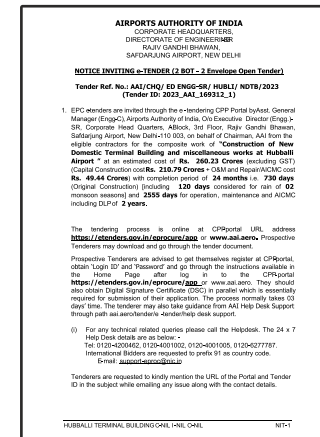 AIRPORTS AUTHORITY OF INDIA
CORPORATE HEADQUARTERS,
DIRECTORATE OF ENGINEERING-SR
RAJIV GANDHI BHAWAN,
SAFDARJUNG AIRPORT, NEW DELHI
NOTICE INVITING e-TENDER (2 BOT – 2 Envelope Open Tender)
Tender Ref. No.: AAI/CHQ/ ED ENGG-SR/ HUBLI/ NDTB/2023
(Tender ID: 2023_AAI_169312_1)
1. EPC e-tenders are invited through the e-tendering CPP Portal by Asst. General
Manager (Engg-C), Airports Authority of India, O/o Executive Director (Engg.)-
SR, Corporate Head Quarters, A Block, 3rd Floor, Rajiv Gandhi Bhawan,
Safdarjung Airport, New Delhi-110 003, on behalf of Chairman, AAI from the
eligible contractors for the composite work of "Construction of New
Domestic Terminal Building and miscellaneous works at Hubballi
Airport " at an estimated cost of Rs. 260.23 Crores (excluding GST)
(Capital Construction cost Rs. 210.79 Crores + O&M and Repair/AICMC cost
Rs. 49.44 Crores) with completion period of 24 months i.e. 730 days
(Original Construction) [including 120 days considered for rain of 02
monsoon seasons] and 2555 days for operation, maintenance and AICMC
including DLP of 2 years.
The tendering process is online at CPP portal URL address
https://etenders.gov.in/eprocure/app or www.aai.aero. Prospective
Tenderers may download and go through the tender document.
Prospective Tenderers are advised to get themselves register at CPP portal,
obtain 'Login ID' and 'Password' and go through the instructions available in
the Home Page after log in to the CPP portal
https://etenders.gov.in/eprocure/app or www.aai.aero. They should
also obtain Digital Signature Certificate (DSC) in parallel which is essentially
required for submission of their application. The process normally takes 03
days' time. The tenderer may also take guidance from AAI Help Desk Support
through path aai.aero/tender/e-tender/help desk support.
(i) For any technical related queries please call the Helpdesk. The 24 x 7
Help Desk details are as below: -
Tel: 0120-4200462, 0120-4001002, 0120-4001005, 0120-6277787.
International Bidders are requested to prefix 91 as country code.
E-mail: support-eproc@nic.in
Tenderers are requested to kindly mention the URL of the Portal and Tender
ID in the subject while emailing any issue along with the contact details.
HUBBALLI TERMINAL BUILDING C-NIL I-NIL O-NIL NIT-1